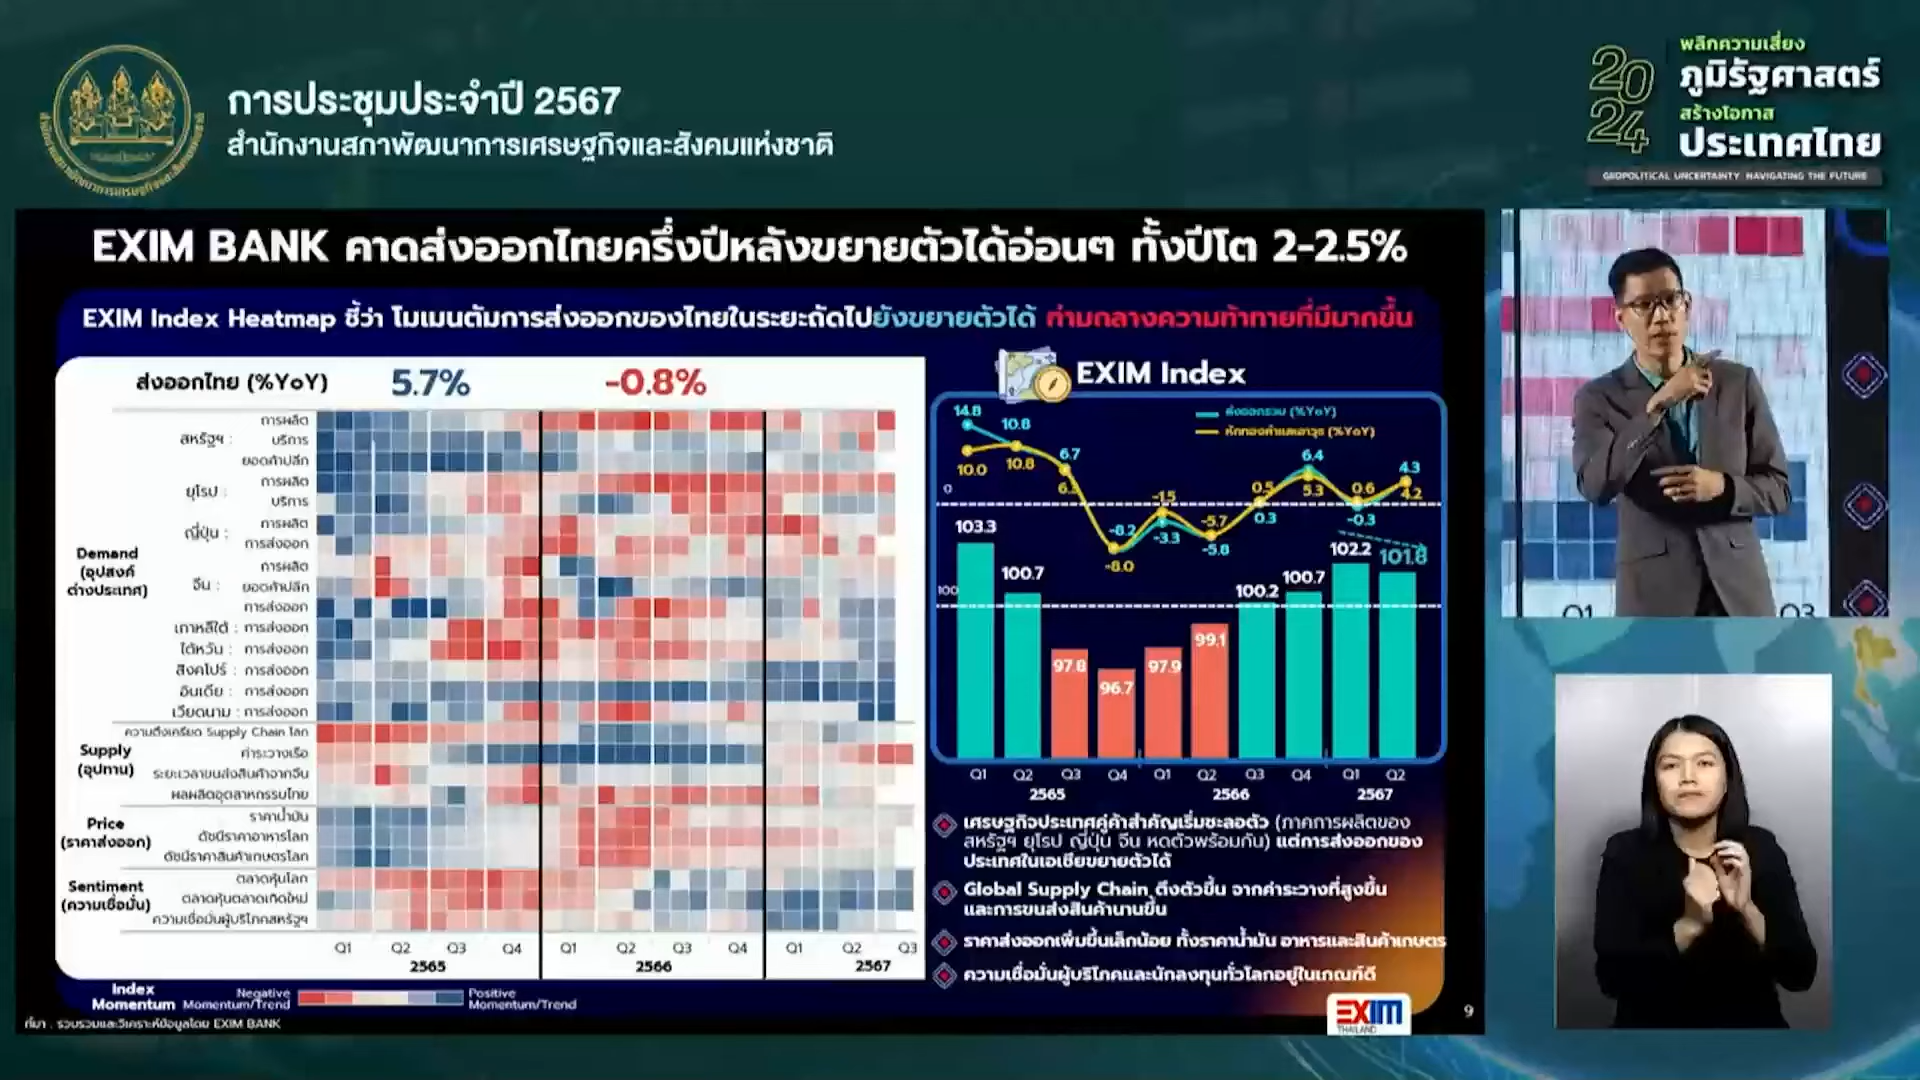 การประชุมประจำปี 2567
สำนักงานสภาพัฒนาการเศรษฐกิจและสังคมแห่งชาติ
2024
พลิกความเสี่ยง
ภูมิรัฐศาสตร์
สร้างโอกาส
ประเทศไทย
GEOPOLITICAL UNCERTAINTY NAVIGATING THE FUTURE
EXIM BANK คาดส่งออกไทยครึ่งปีหลังขยายตัวได้อ่อนๆ ทั้งปีโต 2-2.5%
EXIM Index Heatmap ชี้ว่า โมเมนตัมการส่งออกของไทยในระยะถัดไปยังขยายตัวได้ ท่ามกลางความท้าทายที่มีมากขึ้น
ส่งออกไทย (%YoY) 5.7% -0.8%
Demand
(อุปสงค์
ต่างประเทศ)
สหรัฐฯ : การผลิต
บริการ
ยอดค้าปลีก
ยุโรป : การผลิต
บริการ
ญี่ปุ่น : การผลิต
การส่งออก
จีน : การผลิต
ยอดค้าปลีก
การส่งออก
เกาหลีใต้ : การส่งออก
ไต้หวัน : การส่งออก
สิงคโปร์ : การส่งออก
อินเดีย : การส่งออก
เวียดนาม : การส่งออก
Supply
(อุปทาน)
ความตึงเครียด Supply Chain โลก
ค่าระวางเรือ
ระยะเวลาขนส่งสินค้าจากจีน
ผลผลิตอุตสาหกรรมไทย
Price
(ราคาส่งออก)
ราคาน้ำมัน
ดัชนีราคาอาหารโลก
ดัชนีราคาสินค้าเกษตรโลก
Sentiment
(ความเชื่อมั่น)
ตลาดหุ้นโลก
ตลาดหุ้นตลาดเกิดใหม่
ความเชื่อมั่นผู้บริโภคสหรัฐฯ
Q1 Q2 Q3 Q4 Q1 Q2 Q3 Q4 Q1 Q2 Q3
2565 2566 2567
Index
Momentum
Negative
Momentum/Trend
Positive
Momentum/Trend
ที่มา : รวบรวมและวิเคราะห์ข้อมูลโดย EXIM BANK
EXIM Index
ส่งออกรวม (%YoY)
หักทองคำและอาวุธ (%YoY)
14.8 10.8 6.7 -8.2 -3.3 -5.8 0.3 6.4 -0.3 4.3
10.0 10.8 6.3 -8.0 -1.5 -5.7 0.5 5.3 0.6 4.2
0
100
103.3 100.7 97.8 96.7 97.9 99.1 100.2 100.7 102.2 101.8
Q1 Q2 Q3 Q4 Q1 Q2 Q3 Q4 Q1 Q2
2565 2566 2567
เศรษฐกิจประเทศคู่ค้าสำคัญเริ่มชะลอตัว (ภาคการผลิตของ
สหรัฐฯ ยุโรป ญี่ปุ่น จีน หดตัวพร้อมกัน) แต่การส่งออกของ
ประเทศในเอเชียขยายตัวได้
Global Supply Chain ตึงตัวขึ้น จากค่าระวางที่สูงขึ้น
และการขนส่งสินค้านานขึ้น
ราคาส่งออกเพิ่มขึ้นเล็กน้อย ทั้งราคาน้ำมัน อาหารและสินค้าเกษตร
ความเชื่อมั่นผู้บริโภคและนักลงทุนทั่วโลกอยู่ในเกณฑ์ดี
EXIM
THAILAND
9
Q1 Q3